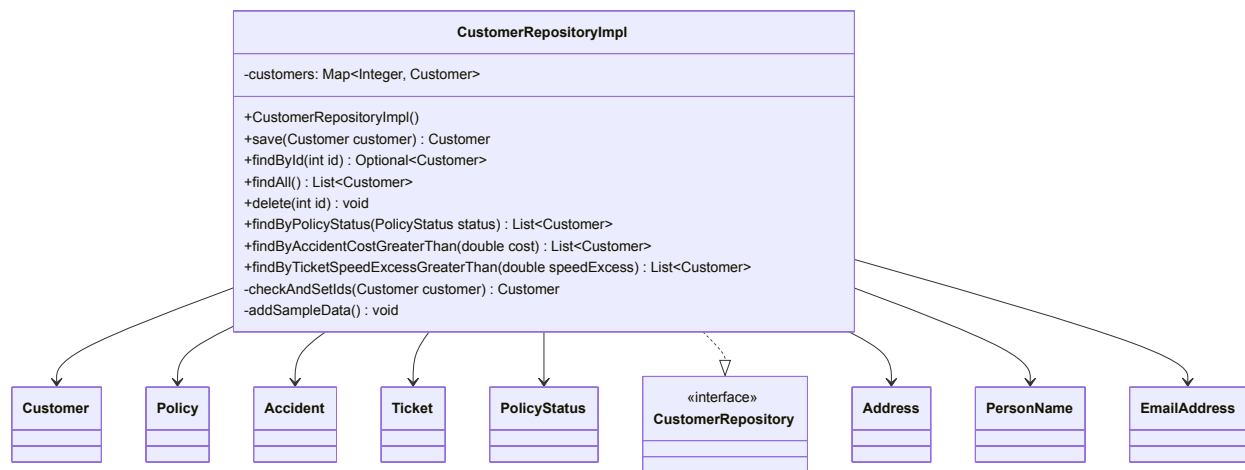 CustomerRepositoryImpl
-customers: Map<Integer, Customer>
+CustomerRepositoryImpl()
+save(Customer customer) : Customer
+findById(int id) : Optional<Customer>
+findAll() : List<Customer>
+delete(int id) : void
+findByPolicyStatus(PolicyStatus status) : List<Customer>
+findByAccidentCostGreaterThan(double cost) : List<Customer>
+findByTicketSpeedExcessGreaterThan(double speedExcess) : List<Customer>
-checkAndSetIds(Customer customer) : Customer
-addSampleData() : void
Customer
Policy
Accident
Ticket
PolicyStatus
«interface»
CustomerRepository
Address
PersonName
EmailAddress